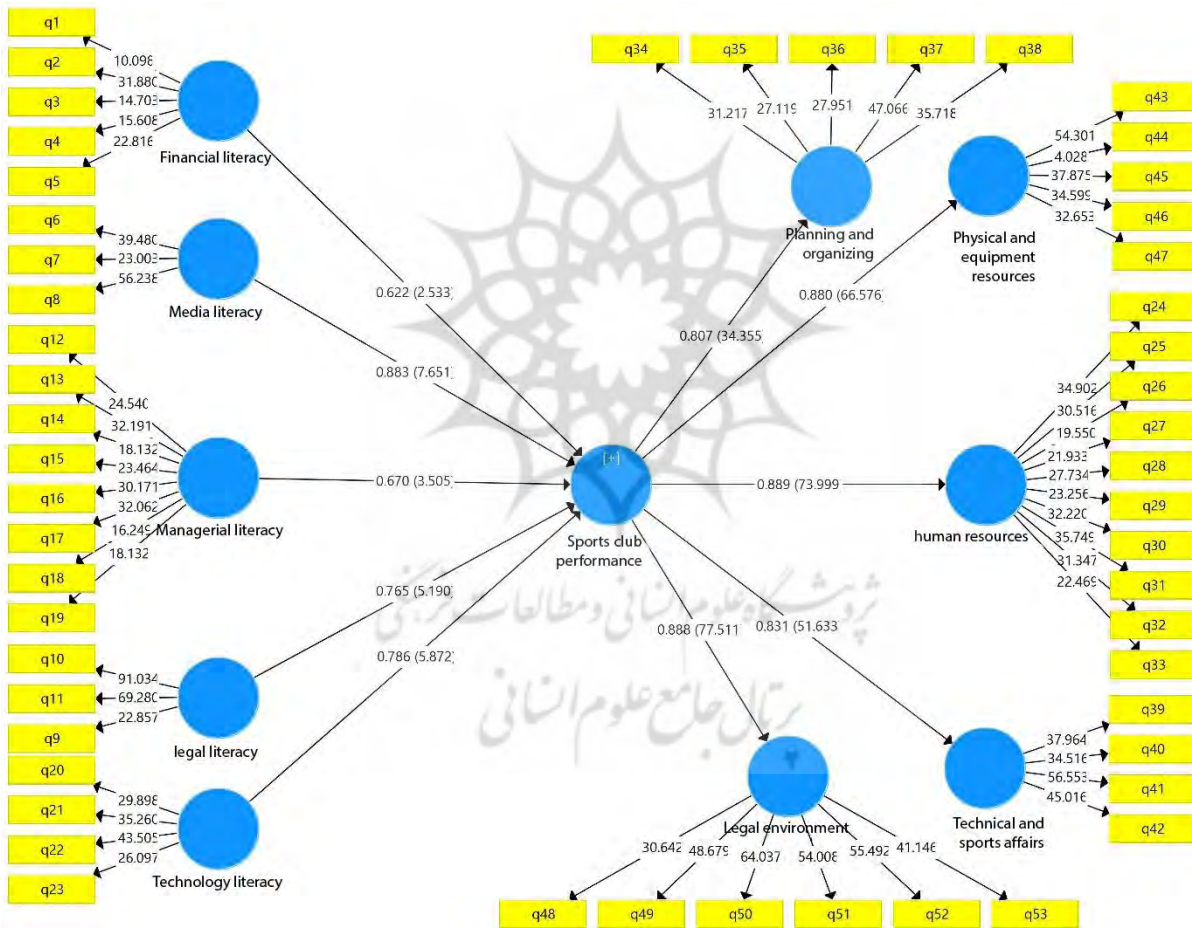 q1
q2
q3
q4
q5
10.096
31.880
14.703
15.608
22.816
Financial literacy
q6
q7
q8
39.480
23.003
56.238
Media literacy
q12
q13
q14
q15
q16
q17
q18
q19
24.540
32.191
18.132
23.464
30.171
32.062
16.249
18.132
Managerial literacy
q10
q11
q9
91.034
69.280
22.857
legal literacy
q20
q21
q22
q23
29.898
35.260
43.505
26.097
Technology literacy
0.622 (2.533)
0.883 (7.651)
0.670 (3.505)
0.765 (5.190)
0.786 (5.872)
[+]
Sports club
performance
0.807 (34.355)
0.880 (66.576)
0.889 (73.999)
0.831 (51.633)
0.888 (77.511)
q34
q35
q36
q37
q38
31.217
27.119
27.951
47.066
35.718
Planning and
organizing
q43
q44
q45
q46
q47
54.301
4.028
37.875
34.599
32.653
Physical and
equipment
resources
q24
q25
q26
q27
q28
q29
q30
q31
q32
q33
34.902
30.516
19.550
21.933
27.734
23.256
32.220
35.749
31.347
22.469
human resources
q39
q40
q41
q42
37.964
34.516
56.553
45.016
Technical and
sports affairs
Legal environment
30.642
48.679
64.037
54.008
55.492
41.146
q48
q49
q50
q51
q52
q53
پژوهشگاه علوم انسانی و مطالعات فرهنگی
پرتال جامع علوم انسانی